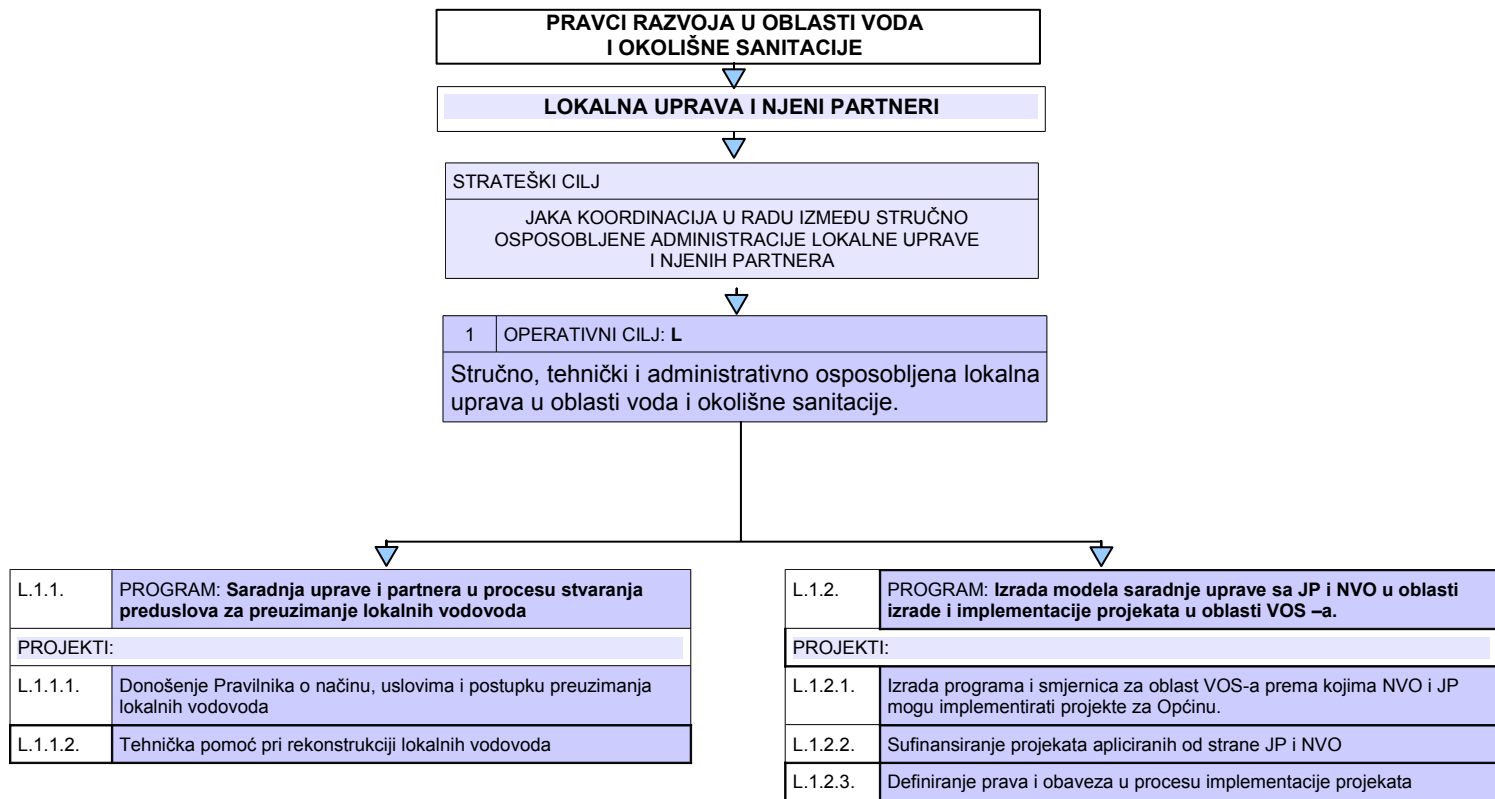 PRAVCI RAZVOJA U OBLASTI VODA
I OKOLIŠNE SANITACIJE
LOKALNA UPRAVA I NJENI PARTNERI
STRATEŠKI CILJ
JAKA KOORDINACIJA U RADU IZMEĐU STRUČNO
OSPOSOBLJENE ADMINISTRACIJE LOKALNE UPRAVE
I NJENIH PARTNERA
1 OPERATIVNI CILJ: L
Stručno, tehnički i administrativno osposobljena lokalna
uprava u oblasti voda i okolišne sanitacije.
L.1.1. PROGRAM: Saradnja uprave i partnera u procesu stvaranja
preduslova za preuzimanje lokalnih vodovoda
PROJEKTI:
L.1.1.1. Donošenje Pravilnika o načinu, uslovima i postupku preuzimanja
lokalnih vodovoda
L.1.1.2. Tehnička pomoć pri rekonstrukciji lokalnih vodovoda
L.1.2. PROGRAM: Izrada modela saradnje uprave sa JP i NVO u oblasti
izrade i implementacije projekata u oblasti VOS –a.
PROJEKTI:
L.1.2.1. Izrada programa i smjernica za oblast VOS-a prema kojima NVO i JP
mogu implementirati projekte za Općinu.
L.1.2.2. Sufinansiranje projekata apliciranih od strane JP i NVO
L.1.2.3. Definiranje prava i obaveza u procesu implementacije projekata